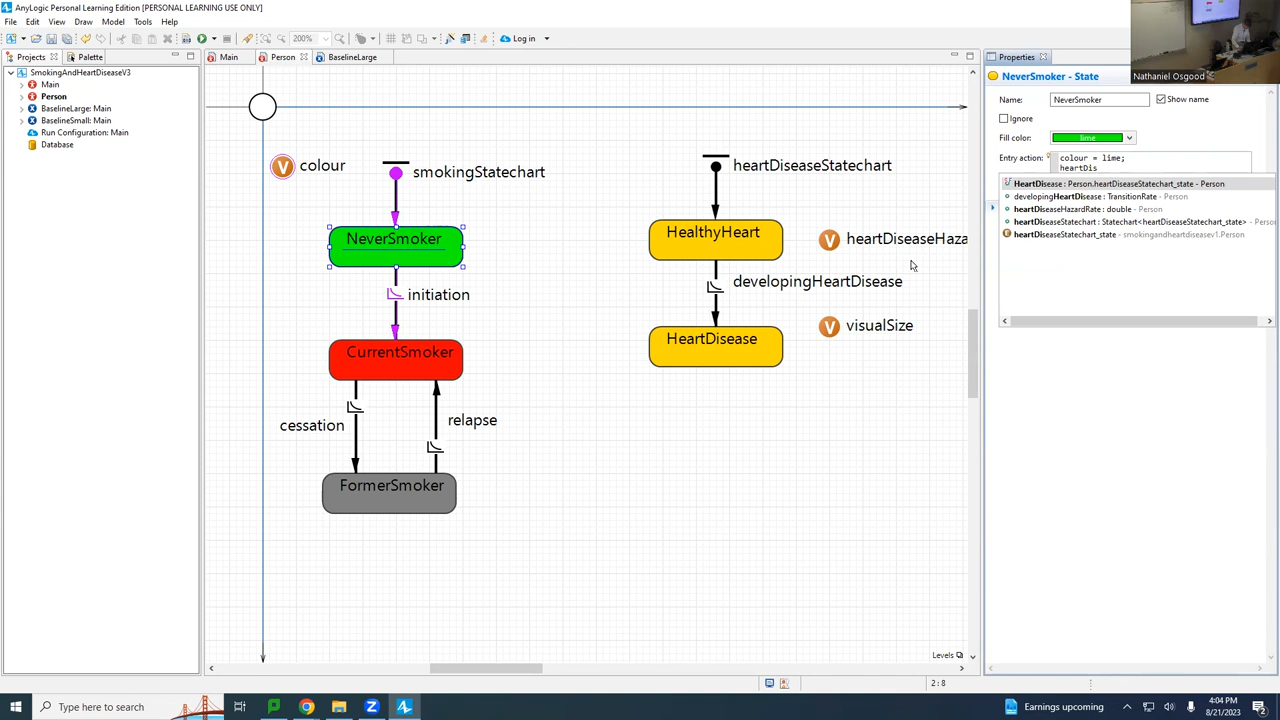 AnyLogic Personal Learning Edition [PERSONAL LEARNING USE ONLY]
File Edit View Draw Model Tools Help
200%
Log in
Projects
Palette
Main
Person
BaselineLarge
Properties
Nathaniel Osgood
SmokingAndHeartDiseaseV3
Main
Person
BaselineLarge: Main
BaselineSmall: Main
Run Configuration: Main
Database
colour
smokingStatechart
NeverSmoker
initiation
CurrentSmoker
cessation
relapse
FormerSmoker
heartDiseaseStatechart
HealthyHeart
heartDiseaseHaza
developingHeartDisease
visualSize
HeartDisease
Levels
NeverSmoker - State
Name:
NeverSmoker
Show name
Ignore
Fill color:
lime
Entry action:
colour = lime;
heartDis
HeartDisease : Person.heartDiseaseStatechart_state - Person
developingHeartDisease : TransitionRate - Person
heartDiseaseHazardRate : double - Person
heartDiseaseStatechart : Statechart<heartDiseaseStatechart_state> - Perso
heartDiseaseStatechart_state - smokingandheartdiseasev1.Person
2:8
Type here to search
Earnings upcoming
4:04 PM
8/21/2023
2